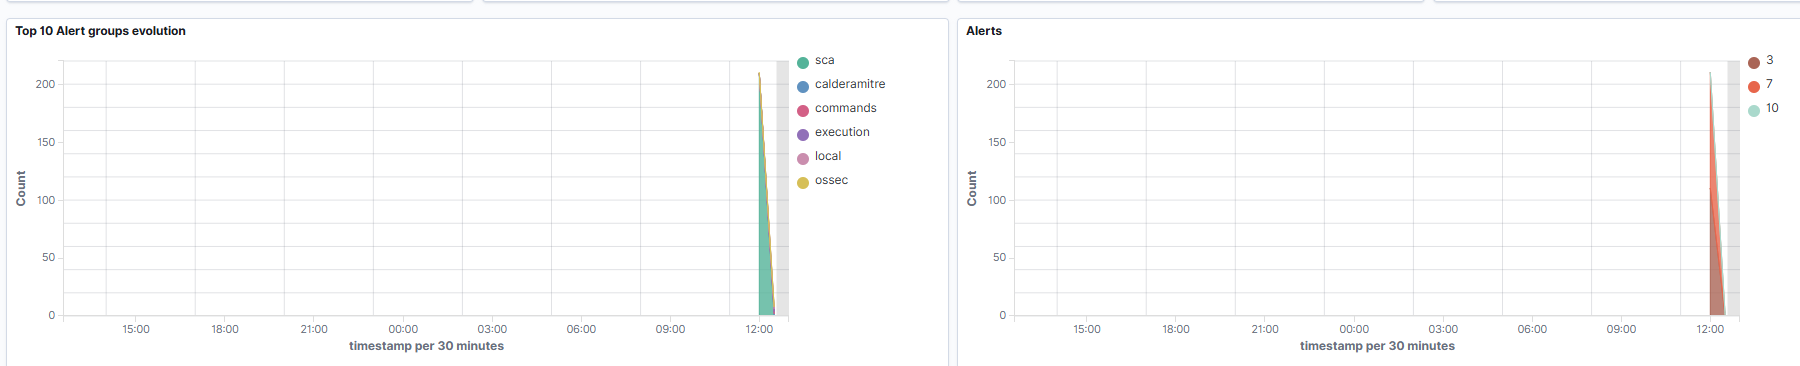 Top 10 Alert groups evolution
200
150
100
50
0
Count
15:00
18:00
21:00
00:00
03:00
06:00
09:00
12:00
timestamp per 30 minutes
sca
calderamitre
commands
execution
local
ossec
Alerts
200
150
100
50
0
Count
15:00
18:00
21:00
00:00
03:00
06:00
09:00
12:00
timestamp per 30 minutes
3
7
10